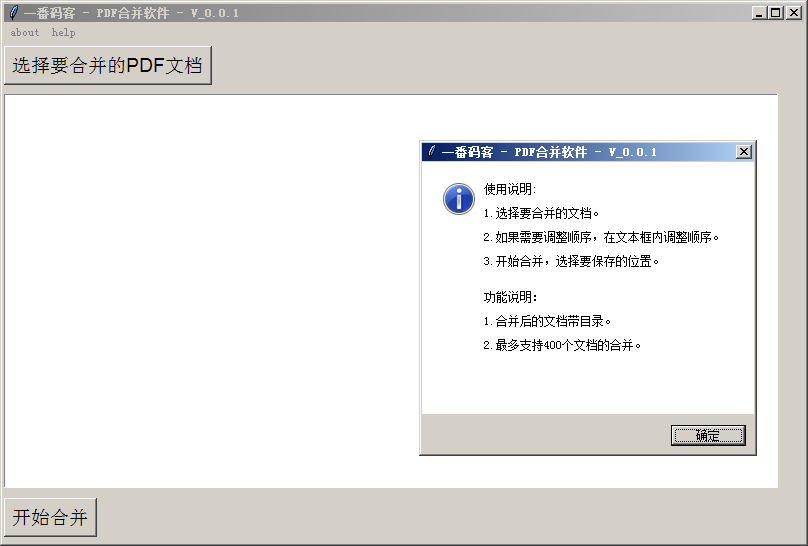 一番码客 - PDF合并软件 - V_0.0.1
about help
选择要合并的PDF文档
一番码客 - PDF合并软件 - V_0.0.1
使用说明:
1.选择要合并的文档。
2.如果需要调整顺序，在文本框内调整顺序。
3.开始合并，选择要保存的位置。
功能说明：
1.合并后的文档带目录。
2.最多支持400个文档的合并。
确定
开始合并